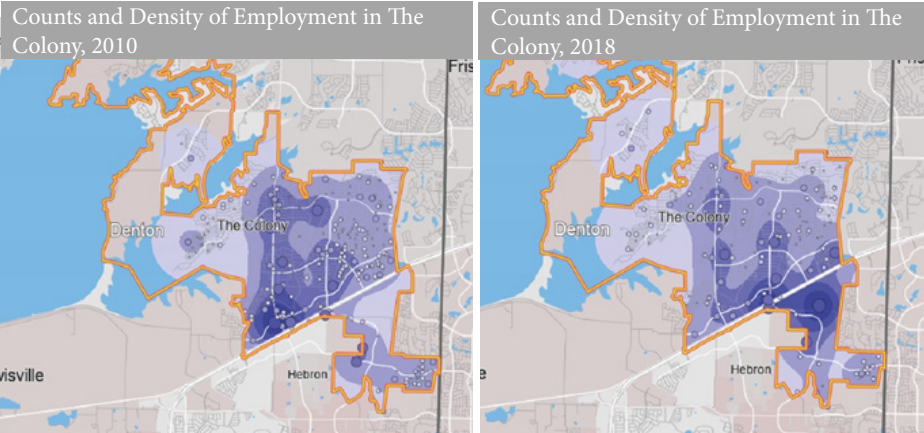 Counts and Density of Employment in The
Colony, 2010
Counts and Density of Employment in The
Colony, 2018
Fris
Denton
The Colony
Hebron
visville
Denton
The Colony
Hebron
e